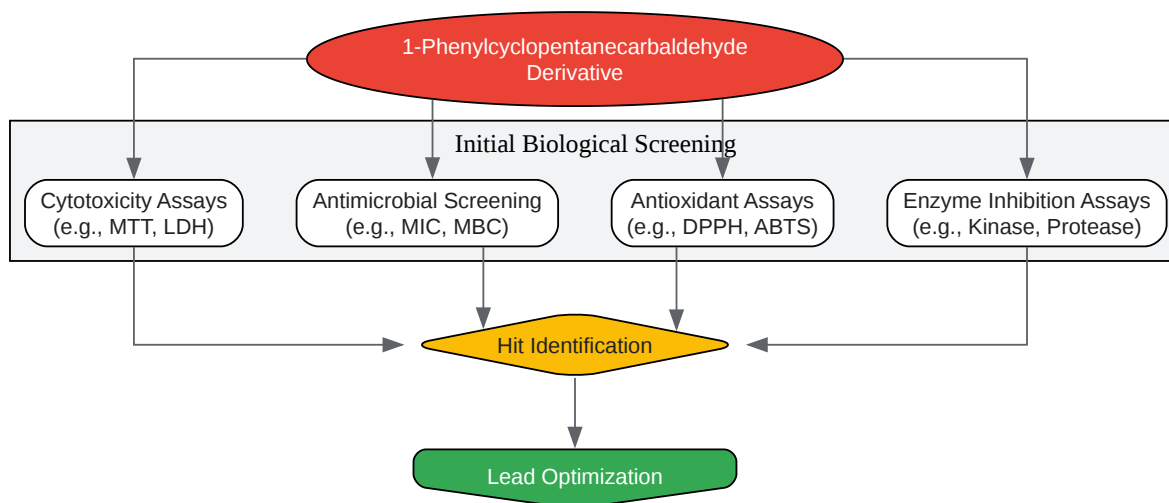 1-Phenylcyclopentanecarbaldehyde
Derivative
Initial Biological Screening
Cytotoxicity Assays
(e.g., MTT, LDH)
Antimicrobial Screening
(e.g., MIC, MBC)
Antioxidant Assays
(e.g., DPPH, ABTS)
Enzyme Inhibition Assays
(e.g., Kinase, Protease)
Hit Identification
Lead Optimization